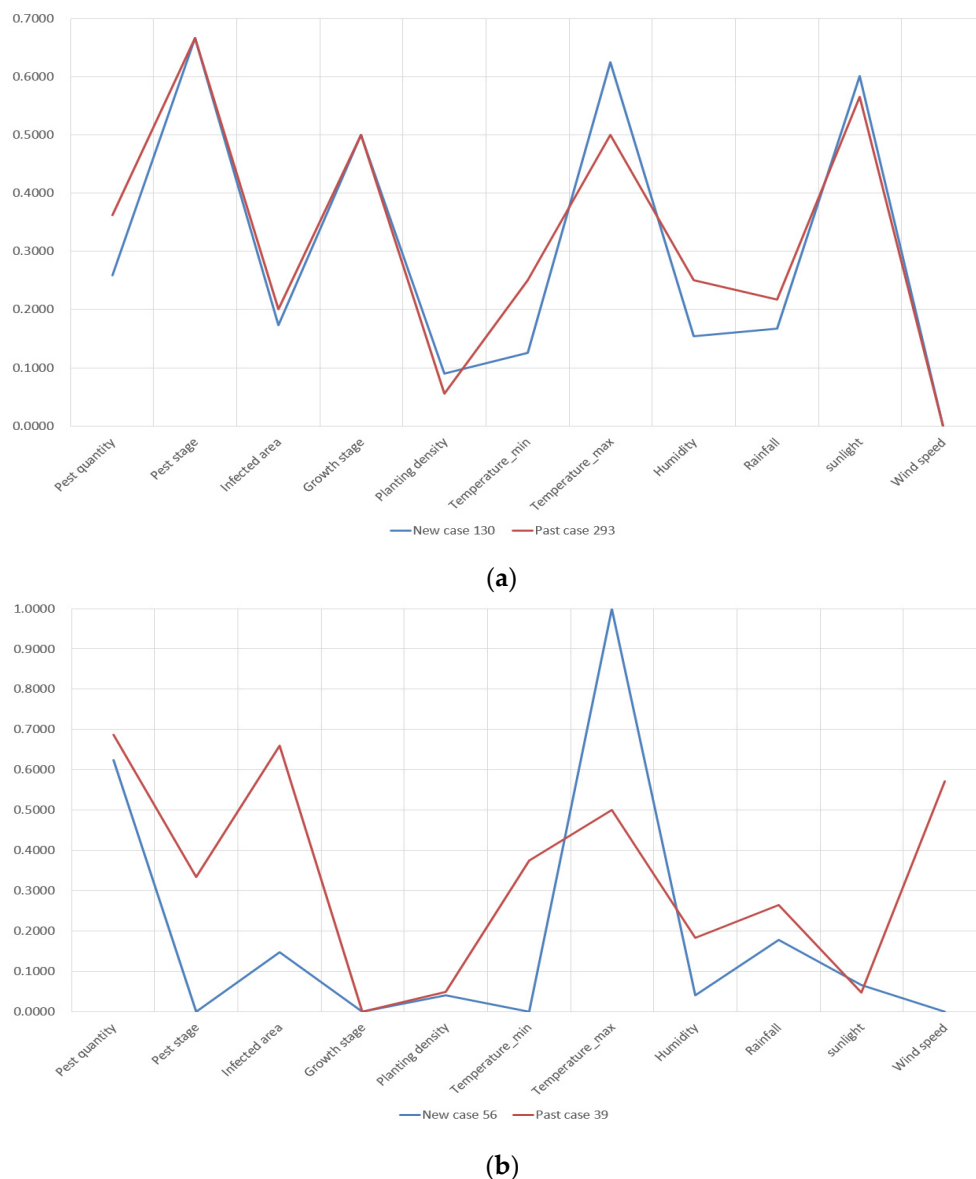 0.7000
0.6000
0.5000
0.4000
0.3000
0.2000
0.1000
0.0000
Pest quantity
Pest stage
Infected area
Growth stage
Planting density
Temperature_min
Temperature_max
Humidity
Rainfall
sunlight
Wind speed
New case 130 Past case 293
(a)
1.0000
0.9000
0.8000
0.7000
0.6000
0.5000
0.4000
0.3000
0.2000
0.1000
0.0000
Pest quantity
Pest stage
Infected area
Growth stage
Planting density
Temperature_min
Temperature_max
Humidity
Rainfall
sunlight
Wind speed
New case 56 Past case 39
(b)